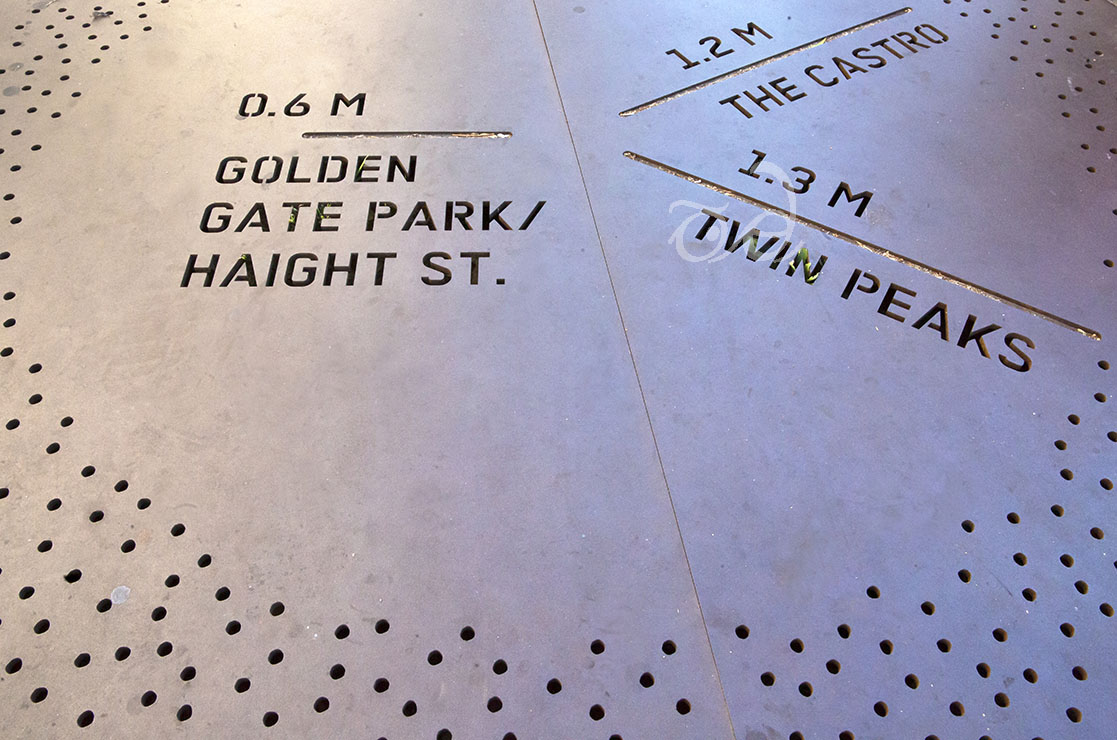 0.6 M
GOLDEN
GATE PARK/
HAIGHT ST.
1.2 M
THE CASTRO
1.3 M
TWIN PEAKS